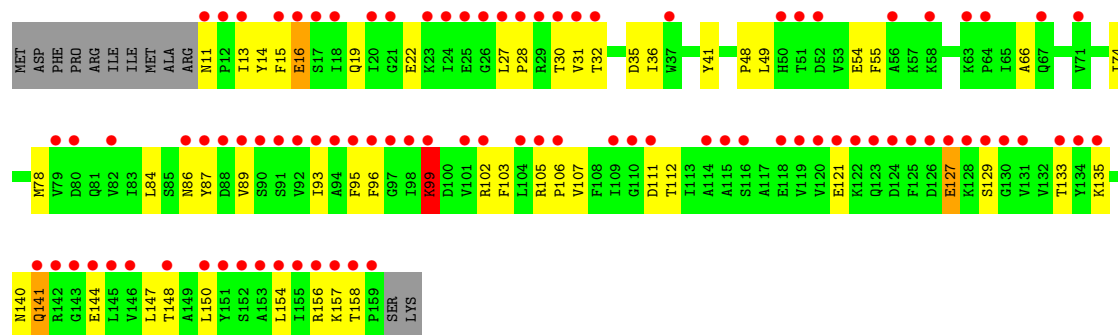 MET ASP PHE PRO ARG ILE ILE MET ALA ARG N11 P12 I13 Y14 F15 E16 S17 I18 Q19 I20 G21 E22 K23 I24 E25 G26 L27 P28 R29 T30 V31 T32 D35 I36 W37 Y41 P48 L49 H50 T51 D52 V53 E54 F55 A56 K57 K58 K63 P64 I65 A66 Q67 V71 I74
M78 V79 D80 Q81 Y82 I83 L84 S85 N86 Y87 D88 V89 S90 S91 V92 I93 A94 F95 F96 G97 I98 K99 D100 V101 R102 F103 L104 R105 P106 V107 F108 T109 G110 D111 T112 I113 A114 A115 S116 A117 E118 V119 V120 E121 K122 Q123 D124 F125 D126 E127 K128 S129 G130 V131 V132 T133 Y134 K135
N140 Q141 R142 G143 E144 L145 V146 L147 T148 A149 L150 Y151 S152 A153 L154 I155 R156 K157 T158 P159 SER LYS